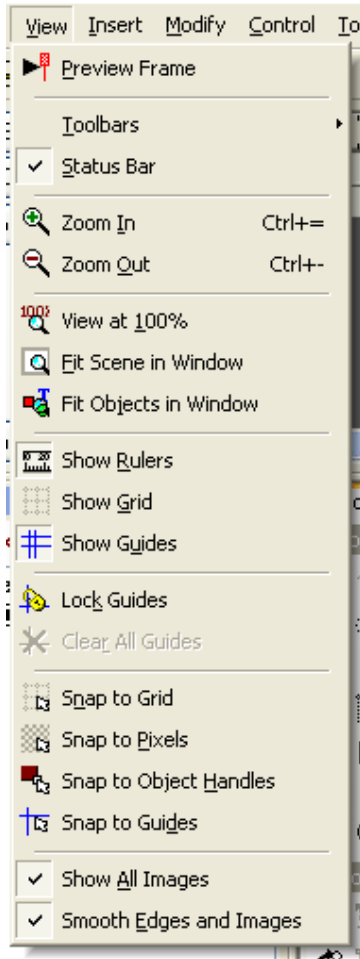 View Insert Modify Control To
Preview Frame
Toolbars
Status Bar
Zoom In Ctrl+=
Zoom Out Ctrl+-
100%
View at 100%
Fit Scene in Window
Fit Objects in Window
Show Rulers
Show Grid
Show Guides
Lock Guides
Clear All Guides
Snap to Grid
Snap to Pixels
Snap to Object Handles
Snap to Guides
Show All Images
Smooth Edges and Images